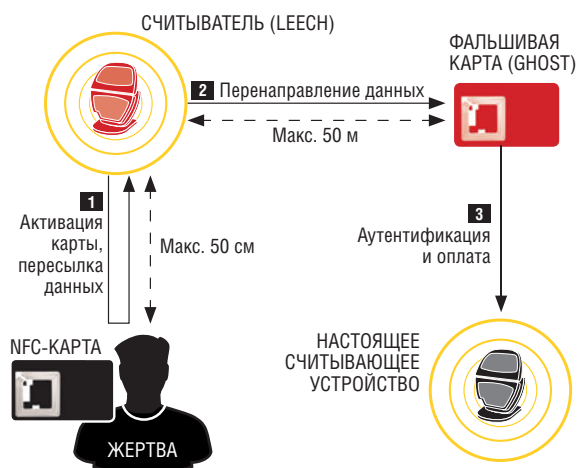 СЧИТЫВАТЕЛЬ (LEECH)
ФАЛЬШИВАЯ
КАРТА (GHOST)
2 Перенаправление данных
Макс. 50 м
1
Активация
карты,
пересылка
данных
Макс. 50 см
3
Аутентификация
и оплата
NFC-КАРТА
ЖЕРТВА
НАСТОЯЩЕЕ
СЧИТЫВАЮЩЕЕ
УСТРОЙСТВО